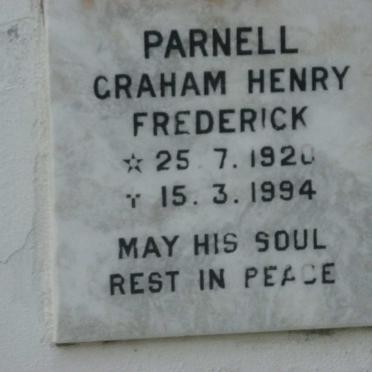 PARNELL
GRAHAM HENRY
FREDERICK
☆ 25 7. 1920
✝ 15. 3. 1994
MAY HIS SOUL
REST IN PEACE